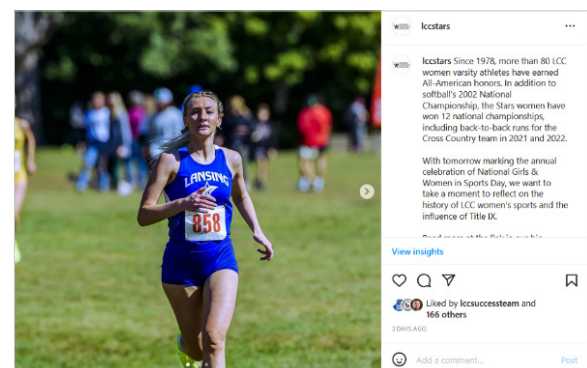 lccstars
lccstars Since 1978, more than 80 LCC
women varsity athletes have earned
All-American honors. In addition to
softball's 2002 National
Championship, the Stars women have
won 12 national championships,
including back-to-back runs for the
Cross Country team in 2021 and 2022.
With tomorrow marking the annual
celebration of National Girls &
Women in Sports Day, we want to
take a moment to reflect on the
history of LCC women's sports and the
influence of Title IX.
View insights
Liked by lccsuccessteam and
166 others
3 DAYS AGO
Add a comment...
Post
LANSING
858